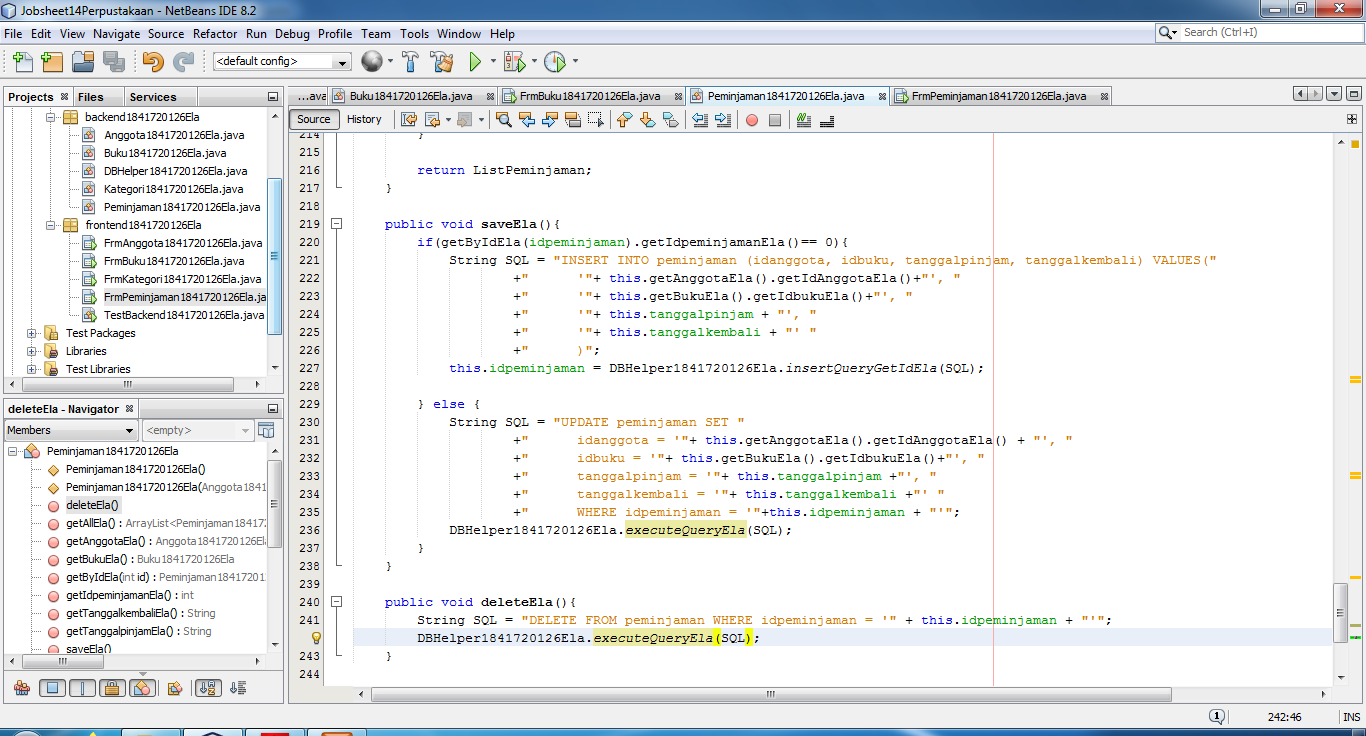 Jobsheet14Perpustakaan - NetBeans IDE 8.2
File Edit View Navigate Source Refactor Run Debug Profile Team Tools Window Help
Search (Ctrl+I)
<default config>
Projects Files Services
backend1841720126Ela
Anggota1841720126Ela.java
Buku1841720126Ela.java
DBHelper1841720126Ela.java
Kategori1841720126Ela.java
Peminjaman1841720126Ela.java
frontend1841720126Ela
FrmAnggota1841720126Ela.java
FrmBuku1841720126Ela.java
FrmKategori1841720126Ela.java
FrmPeminjaman1841720126Ela.ja
TestBackend1841720126Ela.java
Test Packages
Libraries
Test Libraries
deleteEla - Navigator
Members <empty>
Peminjaman1841720126Ela
Peminjaman1841720126Ela()
Peminjaman1841720126Ela(Anggota1841
deleteEla()
getAllEla() : ArrayList<Peminjaman18417
getAnggotaEla() : Anggota1841720126Ela
getBukuEla() : Buku1841720126Ela
getByIdEla(int id) : Peminjaman184172012
getIdpeminjamanEla() : int
getTanggalkembaliEla() : String
getTanggalpinjamEla() : String
saveEla()
...ava Buku1841720126Ela.java FrmBuku1841720126Ela.java Peminjaman1841720126Ela.java FrmPeminjaman1841720126Ela.java
Source History
214 }
215
216 return ListPeminjaman;
217 }
218
219 public void saveEla(){
220 if(getByIdEla(idpeminjaman).getIdpeminjamanEla()== 0){
221 String SQL = "INSERT INTO peminjaman (idanggota, idbuku, tanggalpinjam, tanggalkembali) VALUES("
222 +" '"+ this.getAnggotaEla().getIdAnggotaEla()+"', "
223 +" '"+ this.getBukuEla().getIdbukuEla()+"', "
224 +" '"+ this.tanggalpinjam + "', "
225 +" '"+ this.tanggalkembali + "' "
226 +" )";
227 this.idpeminjaman = DBHelper1841720126Ela.insertQueryGetIdEla(SQL);
228
229 } else {
230 String SQL = "UPDATE peminjaman SET "
231 +" idanggota = '"+ this.getAnggotaEla().getIdAnggotaEla() + "', "
232 +" idbuku = '"+ this.getBukuEla().getIdbukuEla()+"', "
233 +" tanggalpinjam = '"+ this.tanggalpinjam +"', "
234 +" tanggalkembali = '"+ this.tanggalkembali +"' "
235 +" WHERE idpeminjaman = '"+this.idpeminjaman + "'";
236 DBHelper1841720126Ela.executeQueryEla(SQL);
237 }
238 }
239
240 public void deleteEla(){
241 String SQL = "DELETE FROM peminjaman WHERE idpeminjaman = '" + this.idpeminjaman + "'";
DBHelper1841720126Ela.executeQueryEla(SQL);
243 }
244
1 242:46 INS